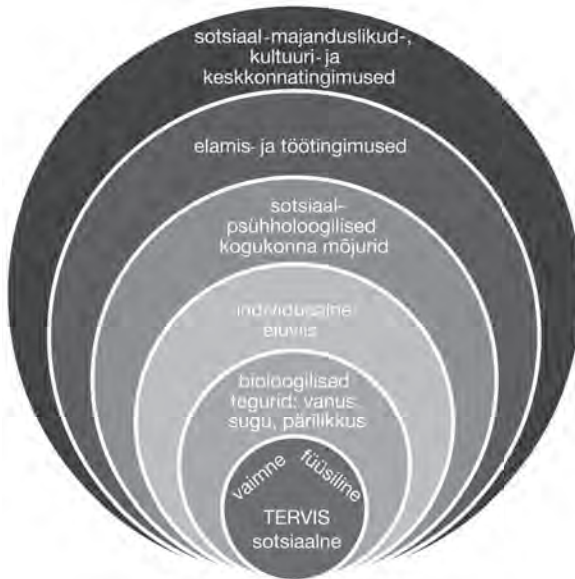 sotsiaal-majanduslikud-,
kultuuri- ja
keskkonnatingimused
elamis- ja töötingimused
sotsiaal-
psühholoogilised
kogukonna mõjurid
individuaalne
eluviis
bioloogilised
tegurid: vanus
sugu, pärilikkus
vaimne füüsiline
TERVIS
sotsiaalne